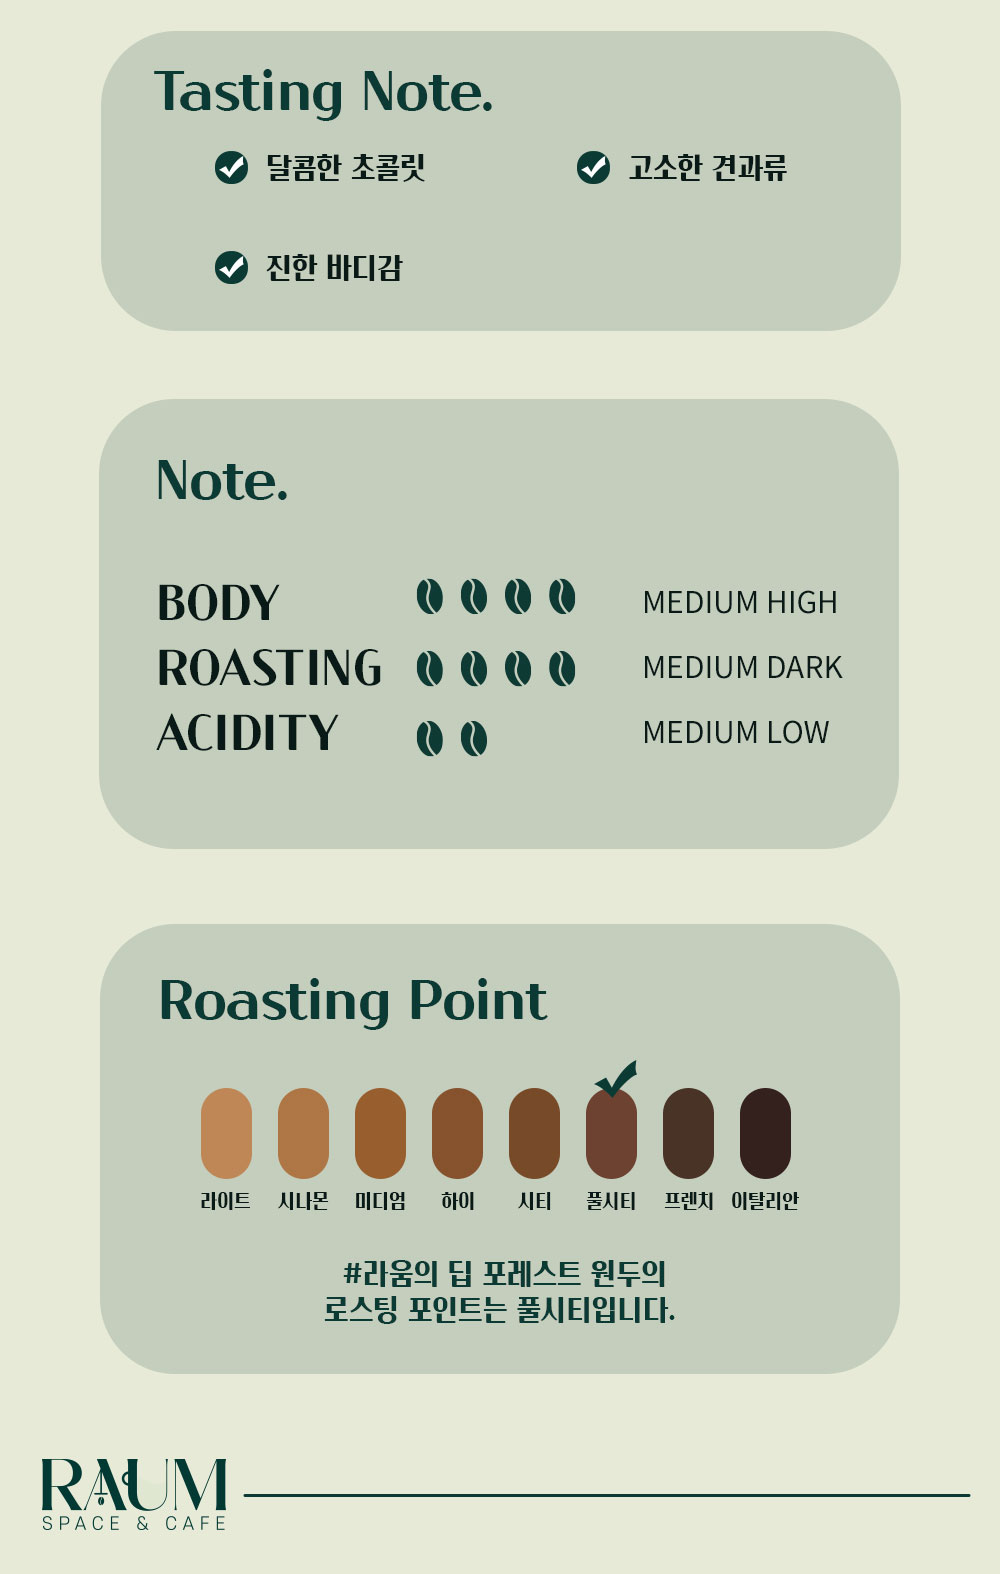 Tasting Note.
달콤한 초콜릿
고소한 견과류
진한 바디감
Note.
BODY MEDIUM HIGH
ROASTING MEDIUM DARK
ACIDITY MEDIUM LOW
Roasting Point
라이트 시나몬 미디엄 하이 시티 풀시티 프렌치 이탈리안
#라움의 딥 포레스트 원두의
로스팅 포인트는 풀시티입니다.
RAUM
SPACE & CAFE